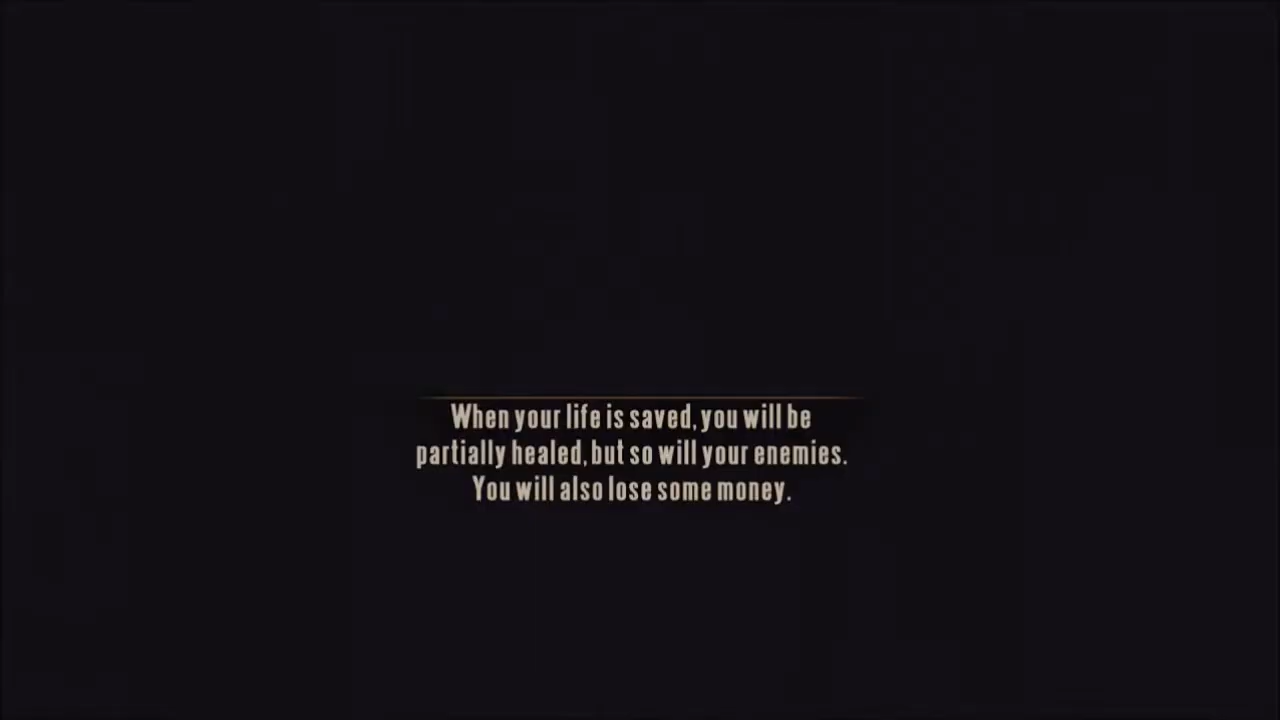 When your life is saved, you will be
partially healed, but so will your enemies.
You will also lose some money.